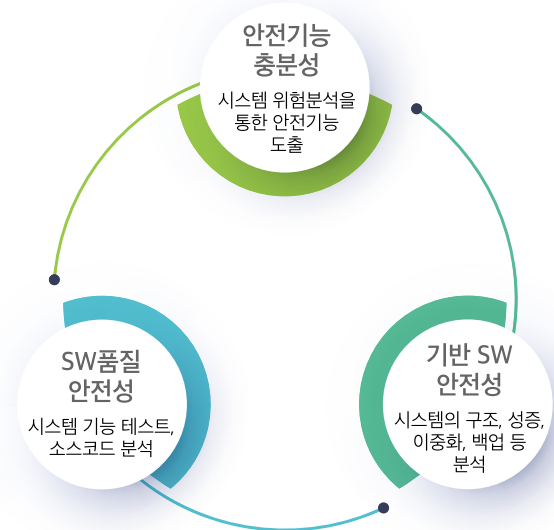 안전기능
충분성
시스템 위험분석을
통한 안전기능
도출
SW품질
안전성
시스템 기능 테스트,
소스코드 분석
기반 SW
안전성
시스템의 구조, 성증,
이중화, 백업 등
분석